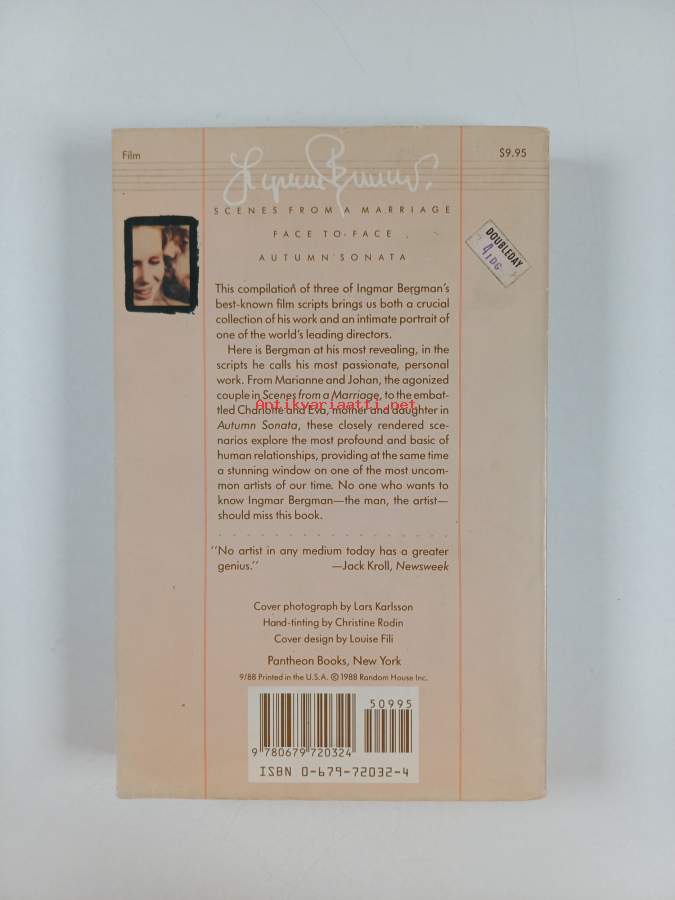 Film
$9.95
Ingmar Bergman.
SCENES FROM A MARRIAGE
FACE TO-FACE
AUTUMN SONATA
DOUBLEDAY
This compilation of three of Ingmar Bergman's
best-known film scripts brings us both a crucial
collection of his work and an intimate portrait of
one of the world's leading directors.
Here is Bergman at his most revealing, in the
scripts he calls his most passionate, personal
work. From Marianne and Johan, the agonized
couple in Scenes from a Marriage, to the embat-
Antikvariaatti.net
tled Charlotte and Eva, mother and daughter in
Autumn Sonata, these closely rendered sce-
narios explore the most profound and basic of
human relationships, providing at the same time
a stunning window on one of the most uncom-
mon artists of our time. No one who wants to
know Ingmar Bergman—the man, the artist—
should miss this book.
"No artist in any medium today has a greater
genius." —Jack Kroll, Newsweek
Cover photograph by Lars Karlsson
Hand-tinting by Christine Rodin
Cover design by Louise Fili
Pantheon Books, New York
9/88 Printed in the U.S.A. © 1988 Random House Inc.
50995
9 780679 720324
ISBN 0-679-72032-4